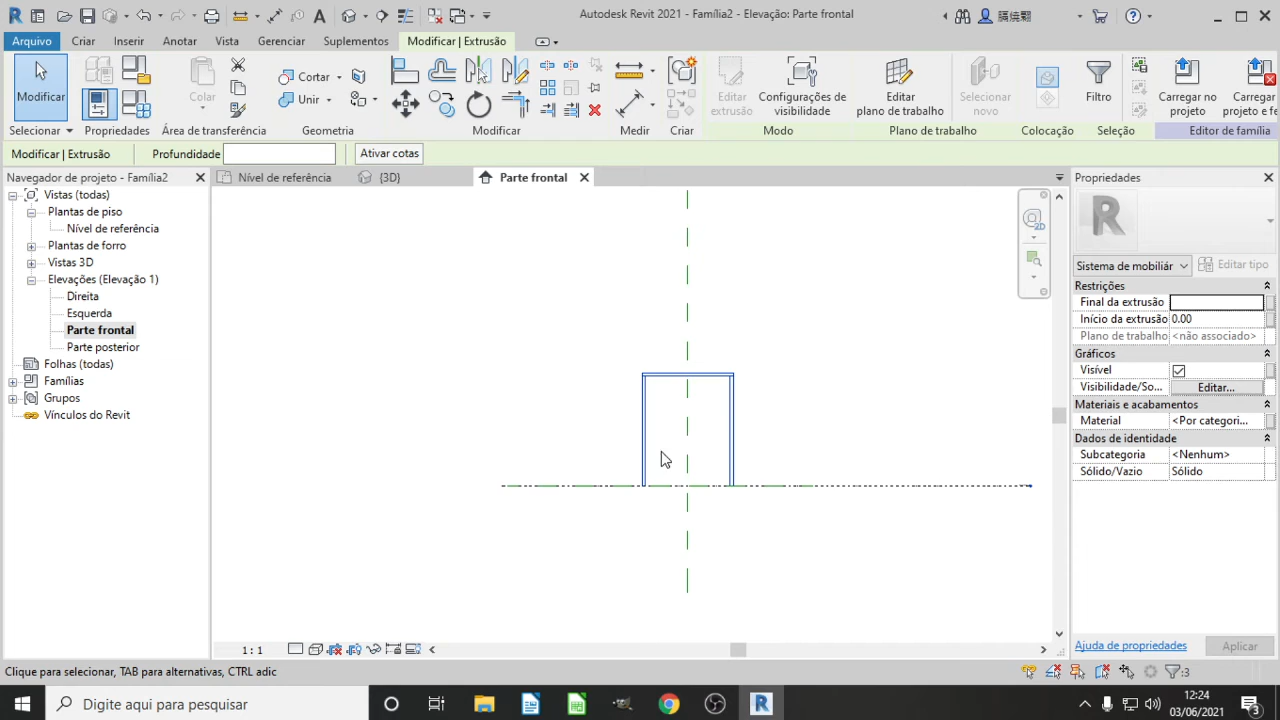 Autodesk Revit 2021 - Família2 - Elevação: Parte frontal
Arquivo Criar Inserir Anotar Vista Gerenciar Suplementos Modificar | Extrusão
Modificar
Colar
Cortar
Unir
Editar extrusão
Configurações de visibilidade
Editar plano de trabalho
Selecionar novo
Filtro
Carregar no projeto
Carregar projeto e fe
Selecionar Propriedades Área de transferência Geometria Modificar Medir Criar Modo Plano de trabalho Colocação Seleção Editor de família
Modificar | Extrusão Profundidade Ativar cotas
Navegador de projeto - Família2
Nível de referência {3D} Parte frontal
Vistas (todas)
Plantas de piso
Nível de referência
Plantas de forro
Vistas 3D
Elevações (Elevação 1)
Direita
Esquerda
Parte frontal
Parte posterior
Folhas (todas)
Famílias
Grupos
Vínculos do Revit
2D
Propriedades
R
Sistema de mobiliár Editar tipo
Restrições
Final da extrusão
Início da extrusão 0.00
Plano de trabalho <não associado>
Gráficos
Visível
Visibilidade/So... Editar...
Materiais e acabamentos
Material <Por categori...
Dados de identidade
Subcategoria <Nenhum>
Sólido/Vazio Sólido
Ajuda de propriedades Aplicar
1 : 1
Clique para selecionar, TAB para alternativas, CTRL adic
:3
Digite aqui para pesquisar
12:24
03/06/2021
3